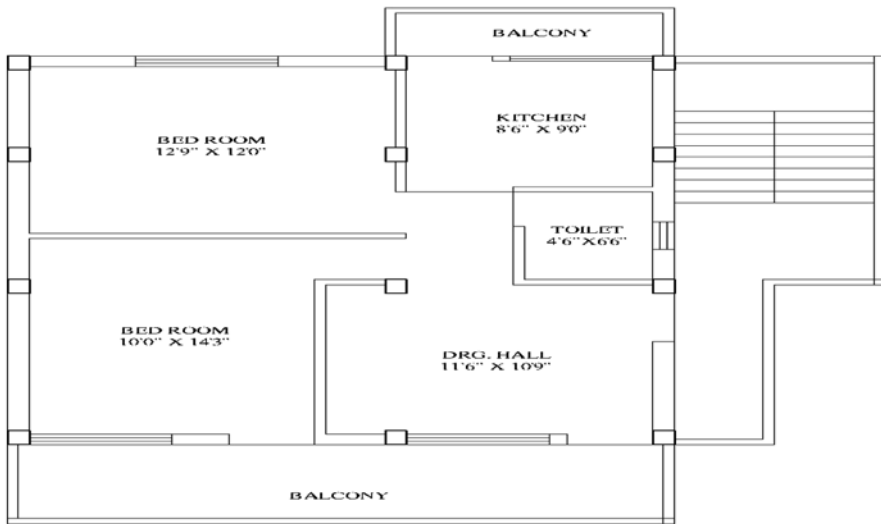 BALCONY
KITCHEN
8'6" X 9'0"
BED ROOM
12'9" X 12'0"
TOILET
4'6"X6'6"
BED ROOM
10'0" X 14'3"
DRG. HALL
11'6" X 10'9"
BALCONY